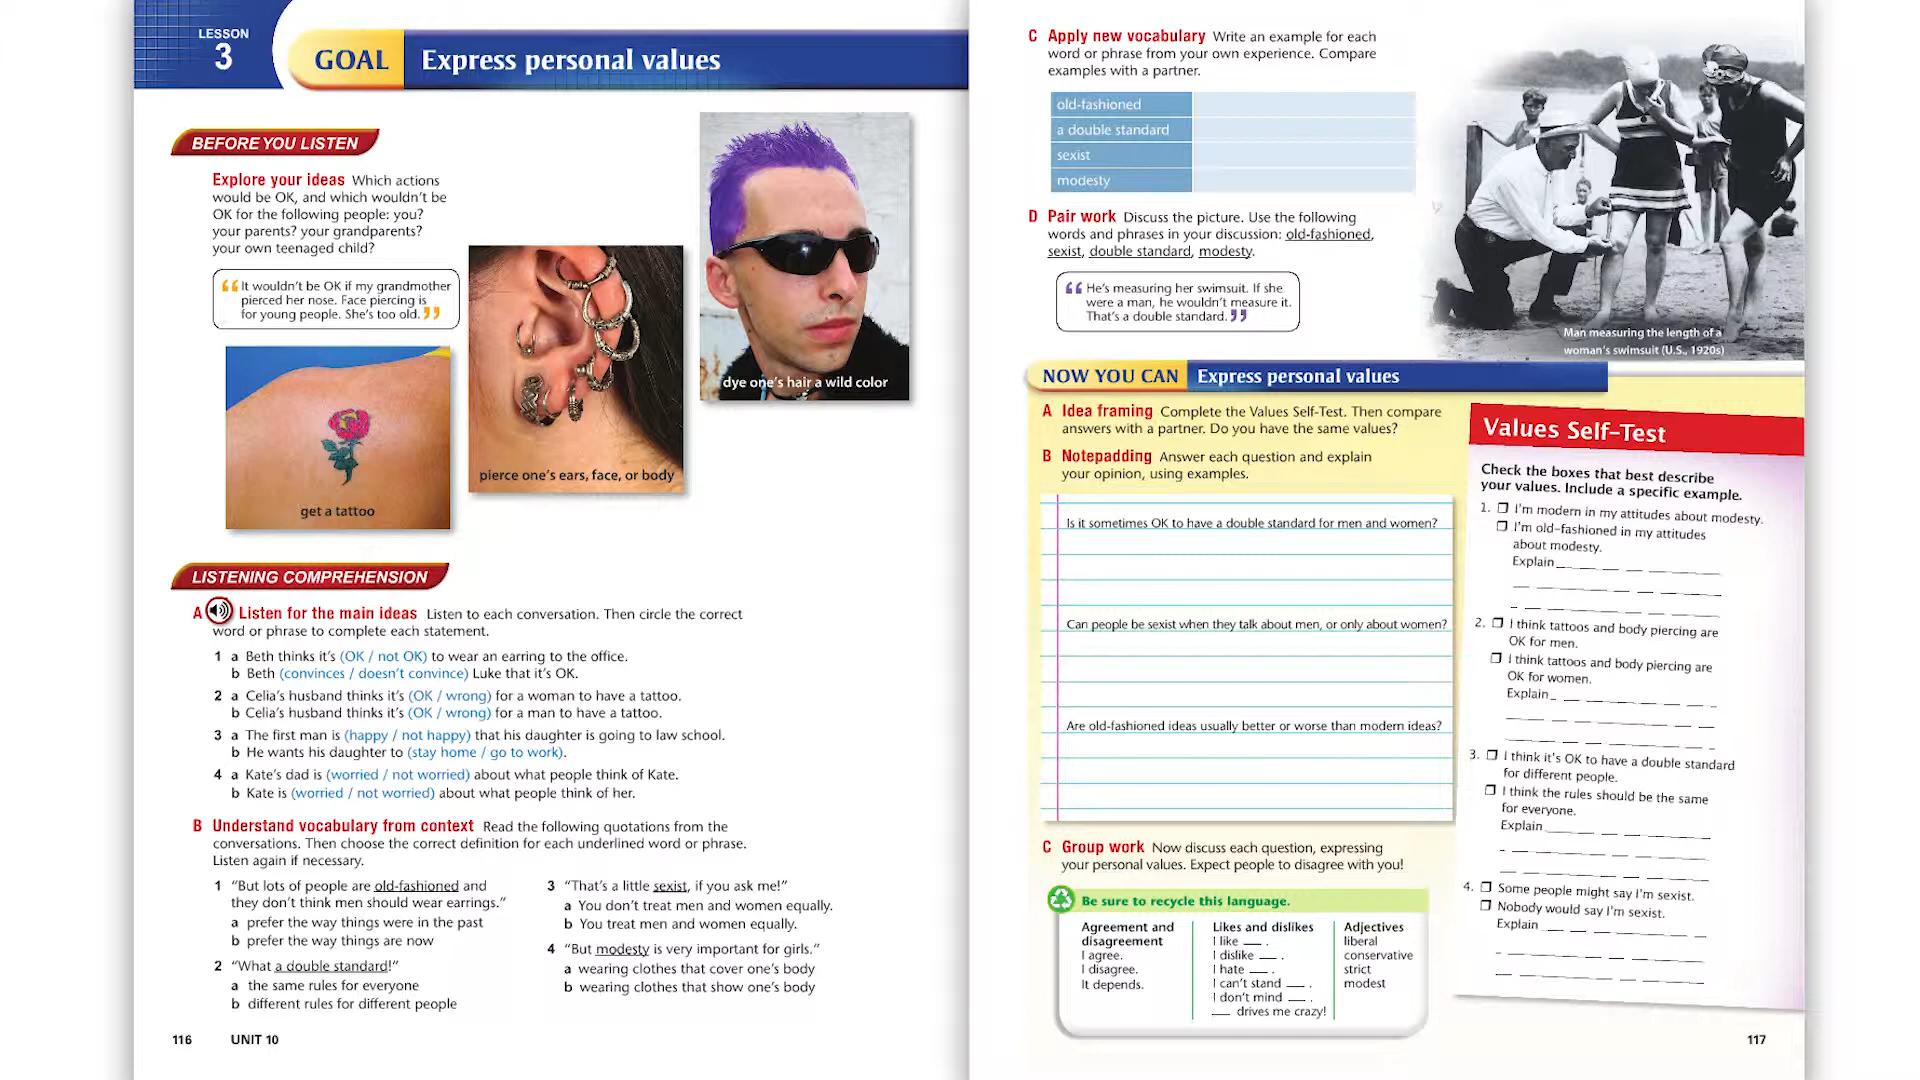 LESSON
3
GOAL Express personal values
BEFORE YOU LISTEN
Explore your ideas Which actions
would be OK, and which wouldn't be
OK for the following people: you?
your parents? your grandparents?
your own teenaged child?
“It wouldn't be OK if my grandmother
pierced her nose. Face piercing is
for young people. She's too old.”
get a tattoo
pierce one's ears, face, or body
dye one's hair a wild color
LISTENING COMPREHENSION
A Listen for the main ideas Listen to each conversation. Then circle the correct
word or phrase to complete each statement.
1 a Beth thinks it's (OK / not OK) to wear an earring to the office.
b Beth (convinces / doesn't convince) Luke that it's OK.
2 a Celia's husband thinks it's (OK / wrong) for a woman to have a tattoo.
b Celia's husband thinks it's (OK / wrong) for a man to have a tattoo.
3 a The first man is (happy / not happy) that his daughter is going to law school.
b He wants his daughter to (stay home / go to work).
4 a Kate's dad is (worried / not worried) about what people think of Kate.
b Kate is (worried / not worried) about what people think of her.
B Understand vocabulary from context Read the following quotations from the
conversations. Then choose the correct definition for each underlined word or phrase.
Listen again if necessary.
1 “But lots of people are old-fashioned and
they don't think men should wear earrings.”
a prefer the way things were in the past
b prefer the way things are now
2 “What a double standard!”
a the same rules for everyone
b different rules for different people
3 “That's a little sexist, if you ask me!”
a You don't treat men and women equally.
b You treat men and women equally.
4 “But modesty is very important for girls.”
a wearing clothes that cover one's body
b wearing clothes that show one's body
116 UNIT 10
C Apply new vocabulary Write an example for each
word or phrase from your own experience. Compare
examples with a partner.
old-fashioned
a double standard
sexist
modesty
D Pair work Discuss the picture. Use the following
words and phrases in your discussion: old-fashioned,
sexist, double standard, modesty.
“He's measuring her swimsuit. If she
were a man, he wouldn't measure it.
That's a double standard.”
Man measuring the length of a
woman's swimsuit (U.S., 1920s)
NOW YOU CAN Express personal values
A Idea framing Complete the Values Self-Test. Then compare
answers with a partner. Do you have the same values?
B Notepadding Answer each question and explain
your opinion, using examples.
Is it sometimes OK to have a double standard for men and women?
Can people be sexist when they talk about men, or only about women?
Are old-fashioned ideas usually better or worse than modern ideas?
C Group work Now discuss each question, expressing
your personal values. Expect people to disagree with you!
Be sure to recycle this language.
Agreement and
disagreement
I agree.
I disagree.
It depends.
Likes and dislikes
I like ___ .
I dislike ___ .
I hate ___ .
I can't stand ___ .
I don't mind ___ .
___ drives me crazy!
Adjectives
liberal
conservative
strict
modest
Values Self-Test
Check the boxes that best describe
your values. Include a specific example.
1. ❒ I'm modern in my attitudes about modesty.
❒ I'm old-fashioned in my attitudes
about modesty.
Explain
2. ❒ I think tattoos and body piercing are
OK for men.
❒ I think tattoos and body piercing are
OK for women.
Explain
3. ❒ I think it's OK to have a double standard
for different people.
❒ I think the rules should be the same
for everyone.
Explain
4. ❒ Some people might say I'm sexist.
❒ Nobody would say I'm sexist.
Explain
117